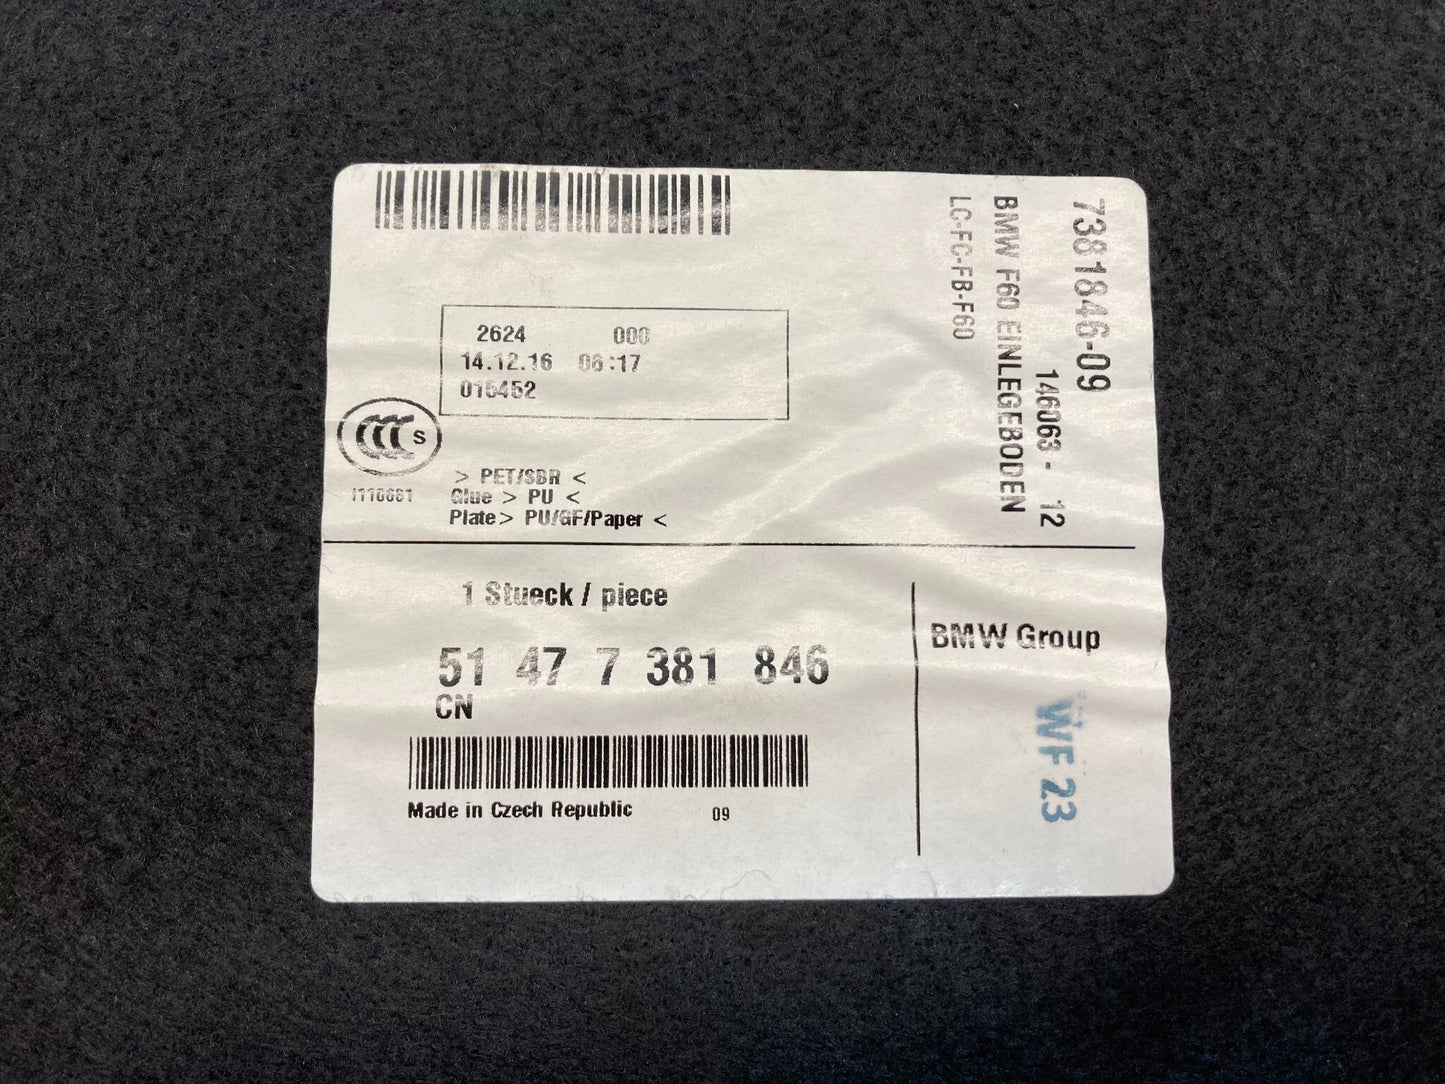 2624 000
14.12.16 06:17
015452
S
> PET/SBR <
Glue > PU <
Plate> PU/GF/Paper <
7381846-09
146063 - 12
BMW F60 EINLEGEBODEN
LC-FC-FB-F60
1 Stueck / piece
51 47 7 381 846
CN
Made in Czech Republic 09
BMW Group
WF 23